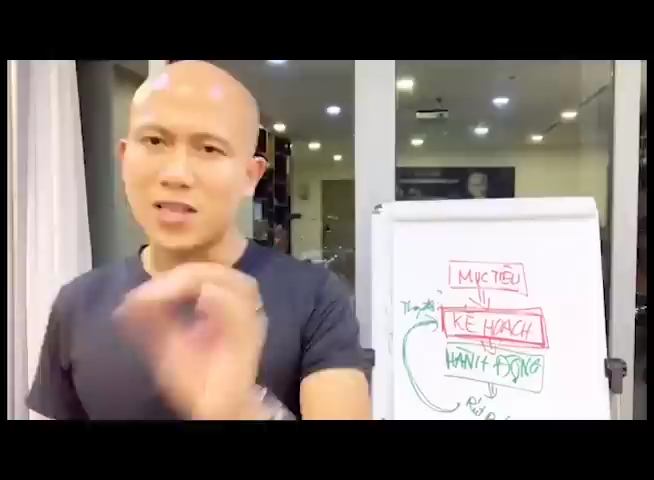 MỤC TIÊU
KẾ HOẠCH
HÀNH ĐỘNG